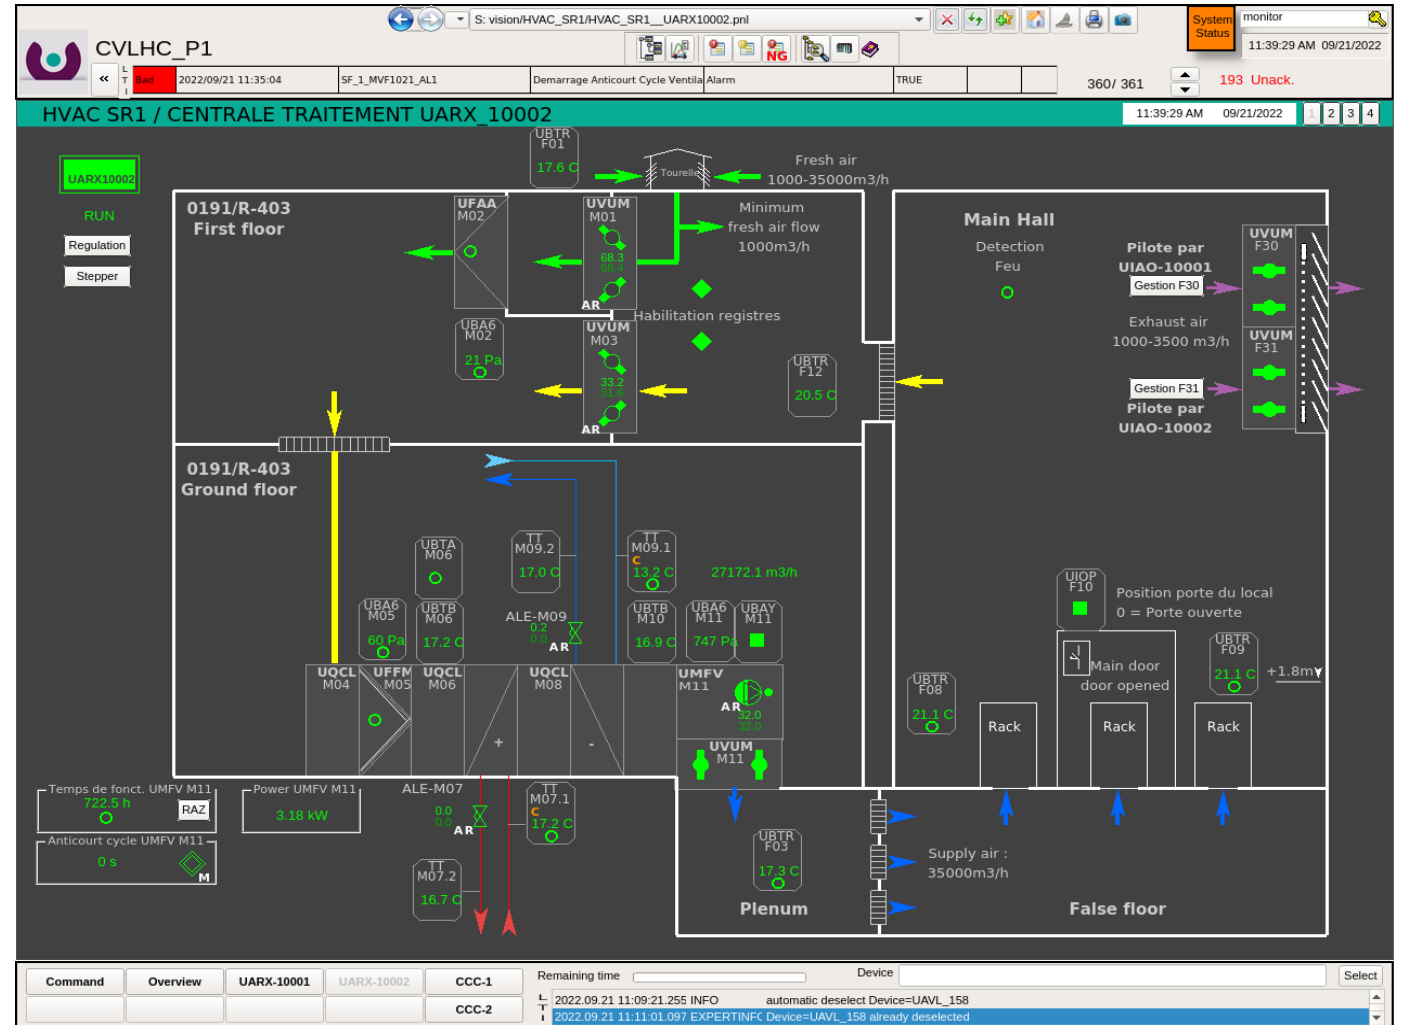 S: vision/HVAC_SR1/HVAC_SR1__UARX10002.pnl
System
Status
monitor
CVLHC_P1
NG
11:39:29 AM 09/21/2022
«
L
T
I
Bad
2022/09/21 11:35:04
SF_1_MVF1021_AL1
Demarrage Anticourt Cycle Ventila
Alarm
TRUE
360/ 361
193 Unack.
HVAC SR1 / CENTRALE TRAITEMENT UARX_10002
11:39:29 AM 09/21/2022
1 2 3 4
UARX10002
RUN
Regulation
Stepper
UBTR
F01
17.6 C
Tourelle
Fresh air
1000-35000m3/h
0191/R-403
First floor
UFAA
M02
UVUM
M01
68.3
68.4
AR
Minimum
fresh air flow
1000m3/h
Habilitation registres
UBA6
M02
21 Pa
UVUM
M03
33.2
AR
UBTR
F12
20.5 C
Main Hall
Detection
Feu
Pilote par
UIAO-10001
Gestion F30
UVUM
F30
Exhaust air
1000-3500 m3/h
UVUM
F31
Gestion F31
Pilote par
UIAO-10002
0191/R-403
Ground floor
UBTA
M06
TT
M09.2
17.0 C
TT
M09.1
C
13.2 C
27172.1 m3/h
UBA6
M05
60 Pa
UBTB
M06
17.2 C
ALE-M09
0.2
0.0
AR
UBTB
M10
16.9 C
UBA6
M11
747 Pa
UBAY
M11
UQCL
M04
UFFM
M05
UQCL
M06
UQCL
M08
UMFV
M11
AR
32.0
32.0
+
-
UVUM
M11
UIOP
F10
Position porte du local
0 = Porte ouverte
Main door
door opened
UBTR
F08
21.1 C
UBTR
F09
21.1 C
+1.8m
Rack
Rack
Rack
Temps de fonct. UMFV M11
722.5 h
RAZ
Power UMFV M11
3.18 kW
Anticourt cycle UMFV M11
0 s
M
ALE-M07
0.0
0.0
AR
TT
M07.1
C
17.2 C
TT
M07.2
16.7 C
UBTR
F03
17.3 C
Plenum
Supply air :
35000m3/h
False floor
Command
Overview
UARX-10001
UARX-10002
CCC-1
CCC-2
Remaining time
Device
Select
L
T
I
2022.09.21 11:09:21.255 INFO automatic deselect Device=UAVL_158
2022.09.21 11:11:01.097 EXPERTINFC Device=UAVL_158 already deselected